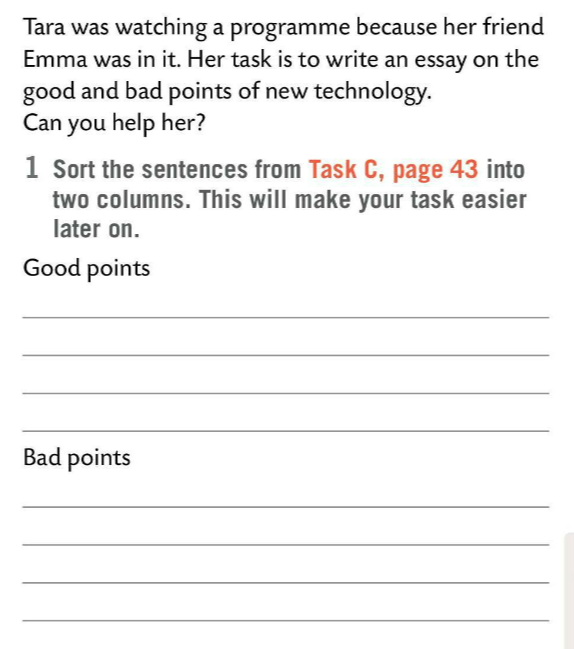 Tara was watching a programme because her friend
Emma was in it. Her task is to write an essay on the
good and bad points of new technology.
Can you help her?
1 Sort the sentences from Task C, page 43 into
two columns. This will make your task easier
later on.
Good points
Bad points